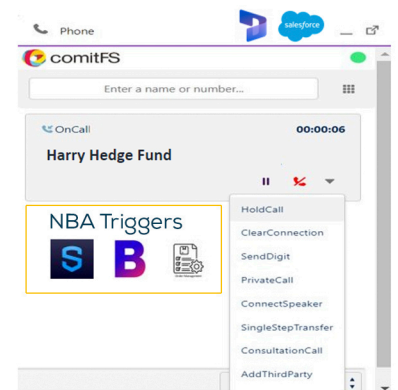 Phone
salesforce
comitFS
Enter a name or number...
OnCall
00:00:06
Harry Hedge Fund
NBA Triggers
S
B
HoldCall
ClearConnection
SendDigit
PrivateCall
ConnectSpeaker
SingleStepTransfer
ConsultationCall
AddThirdParty